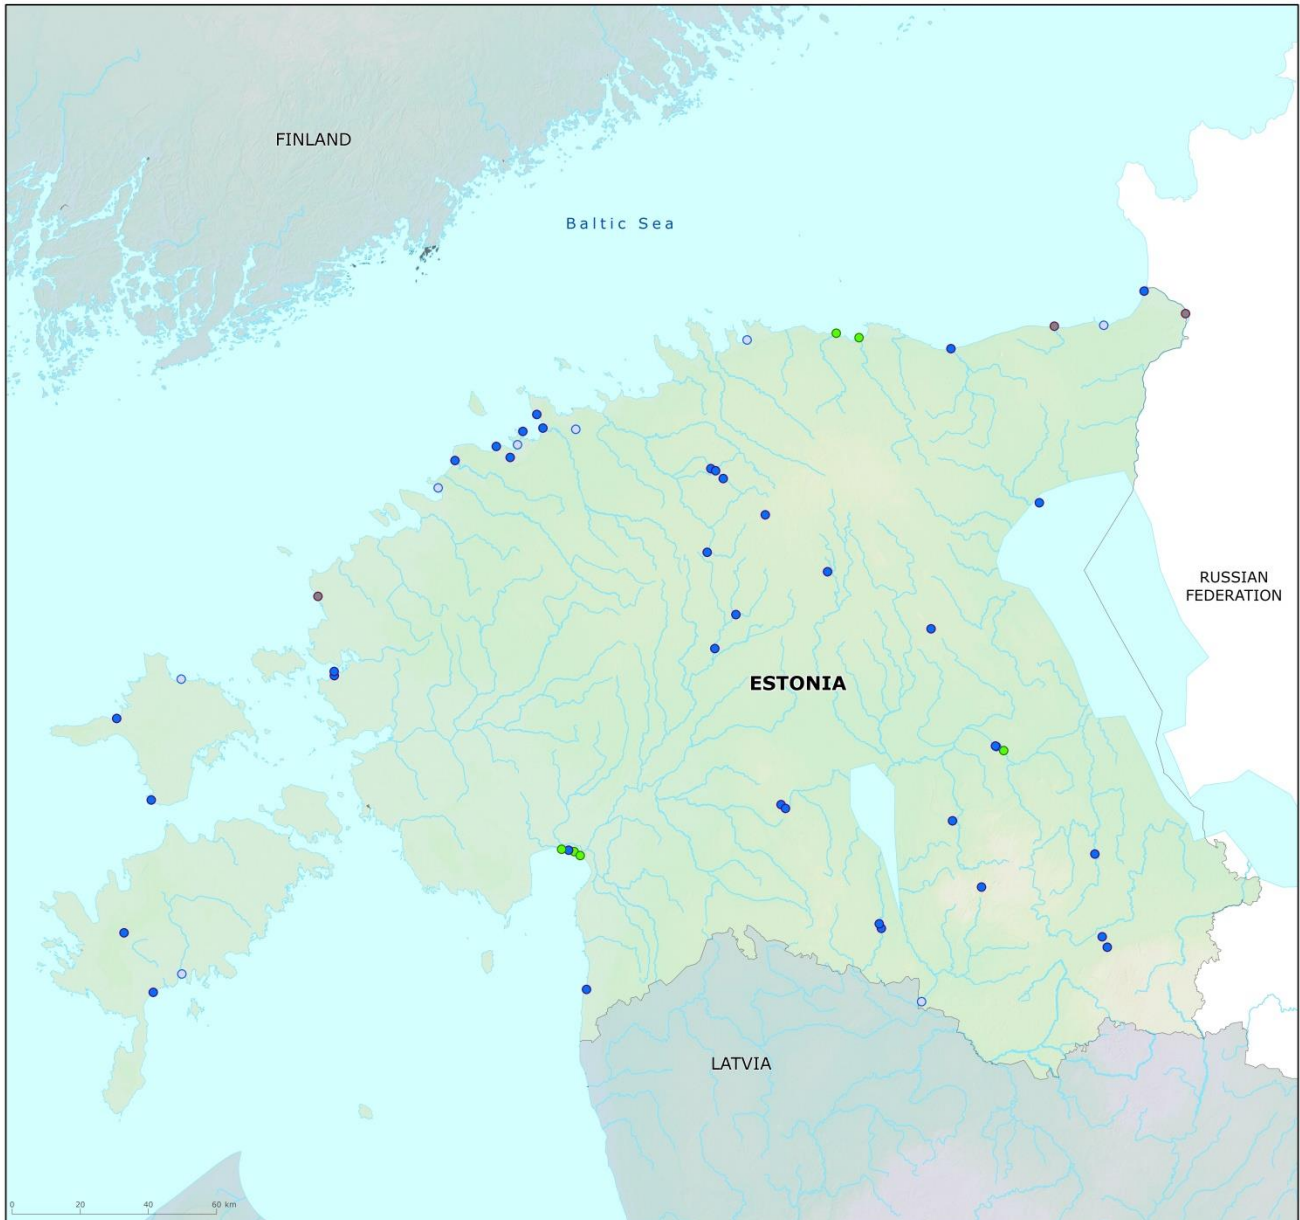 FINLAND
Baltic Sea
RUSSIAN
FEDERATION
ESTONIA
LATVIA
0 20 40 60 km